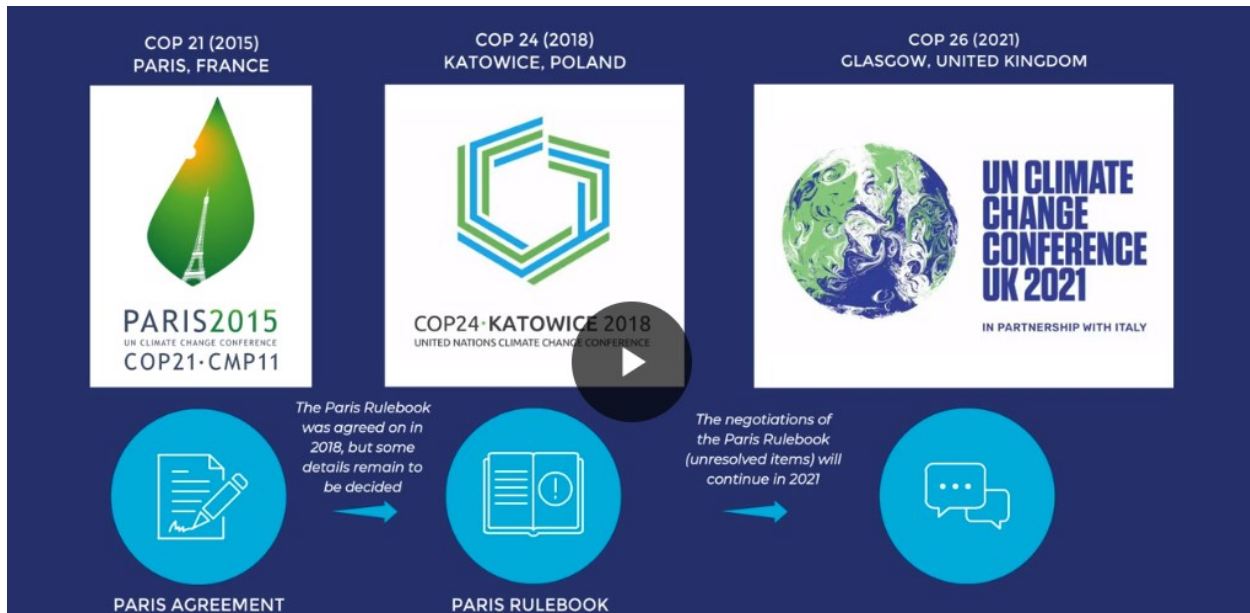 COP 21 (2015)
PARIS, FRANCE
COP 24 (2018)
KATOWICE, POLAND
COP 26 (2021)
GLASGOW, UNITED KINGDOM
PARIS2015
UN CLIMATE CHANGE CONFERENCE
COP21·CMP11
COP24·KATOWICE 2018
UNITED NATIONS CLIMATE CHANGE CONFERENCE
UN CLIMATE
CHANGE
CONFERENCE
UK 2021
IN PARTNERSHIP WITH ITALY
The Paris Rulebook
was agreed on in
2018, but some
details remain to
be decided
The negotiations of
the Paris Rulebook
(unresolved items) will
continue in 2021
PARIS AGREEMENT
PARIS RULEBOOK